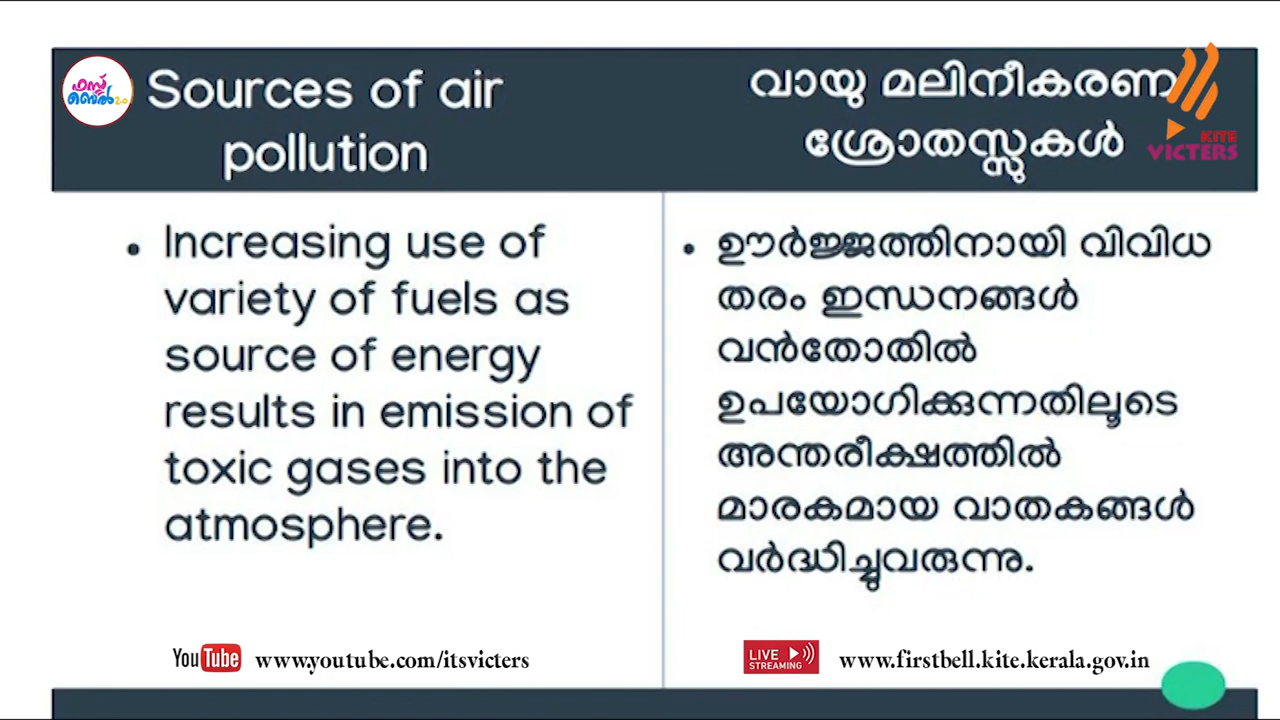 ഫസ്റ്റ്
ബെൽ 2.0
Sources of air
pollution
വായു മലിനീകരണ
ശ്രോതസ്സുകൾ
KITE
VICTERS
• Increasing use of
variety of fuels as
source of energy
results in emission of
toxic gases into the
atmosphere.
• ഊർജ്ജത്തിനായി വിവിധ
തരം ഇന്ധനങ്ങൾ
വൻതോതിൽ
ഉപയോഗിക്കുന്നതിലൂടെ
അന്തരീക്ഷത്തിൽ
മാരകമായ വാതകങ്ങൾ
വർദ്ധിച്ചുവരുന്നു.
YouTube www.youtube.com/itsvicters
LIVE
STREAMING
www.firstbell.kite.kerala.gov.in